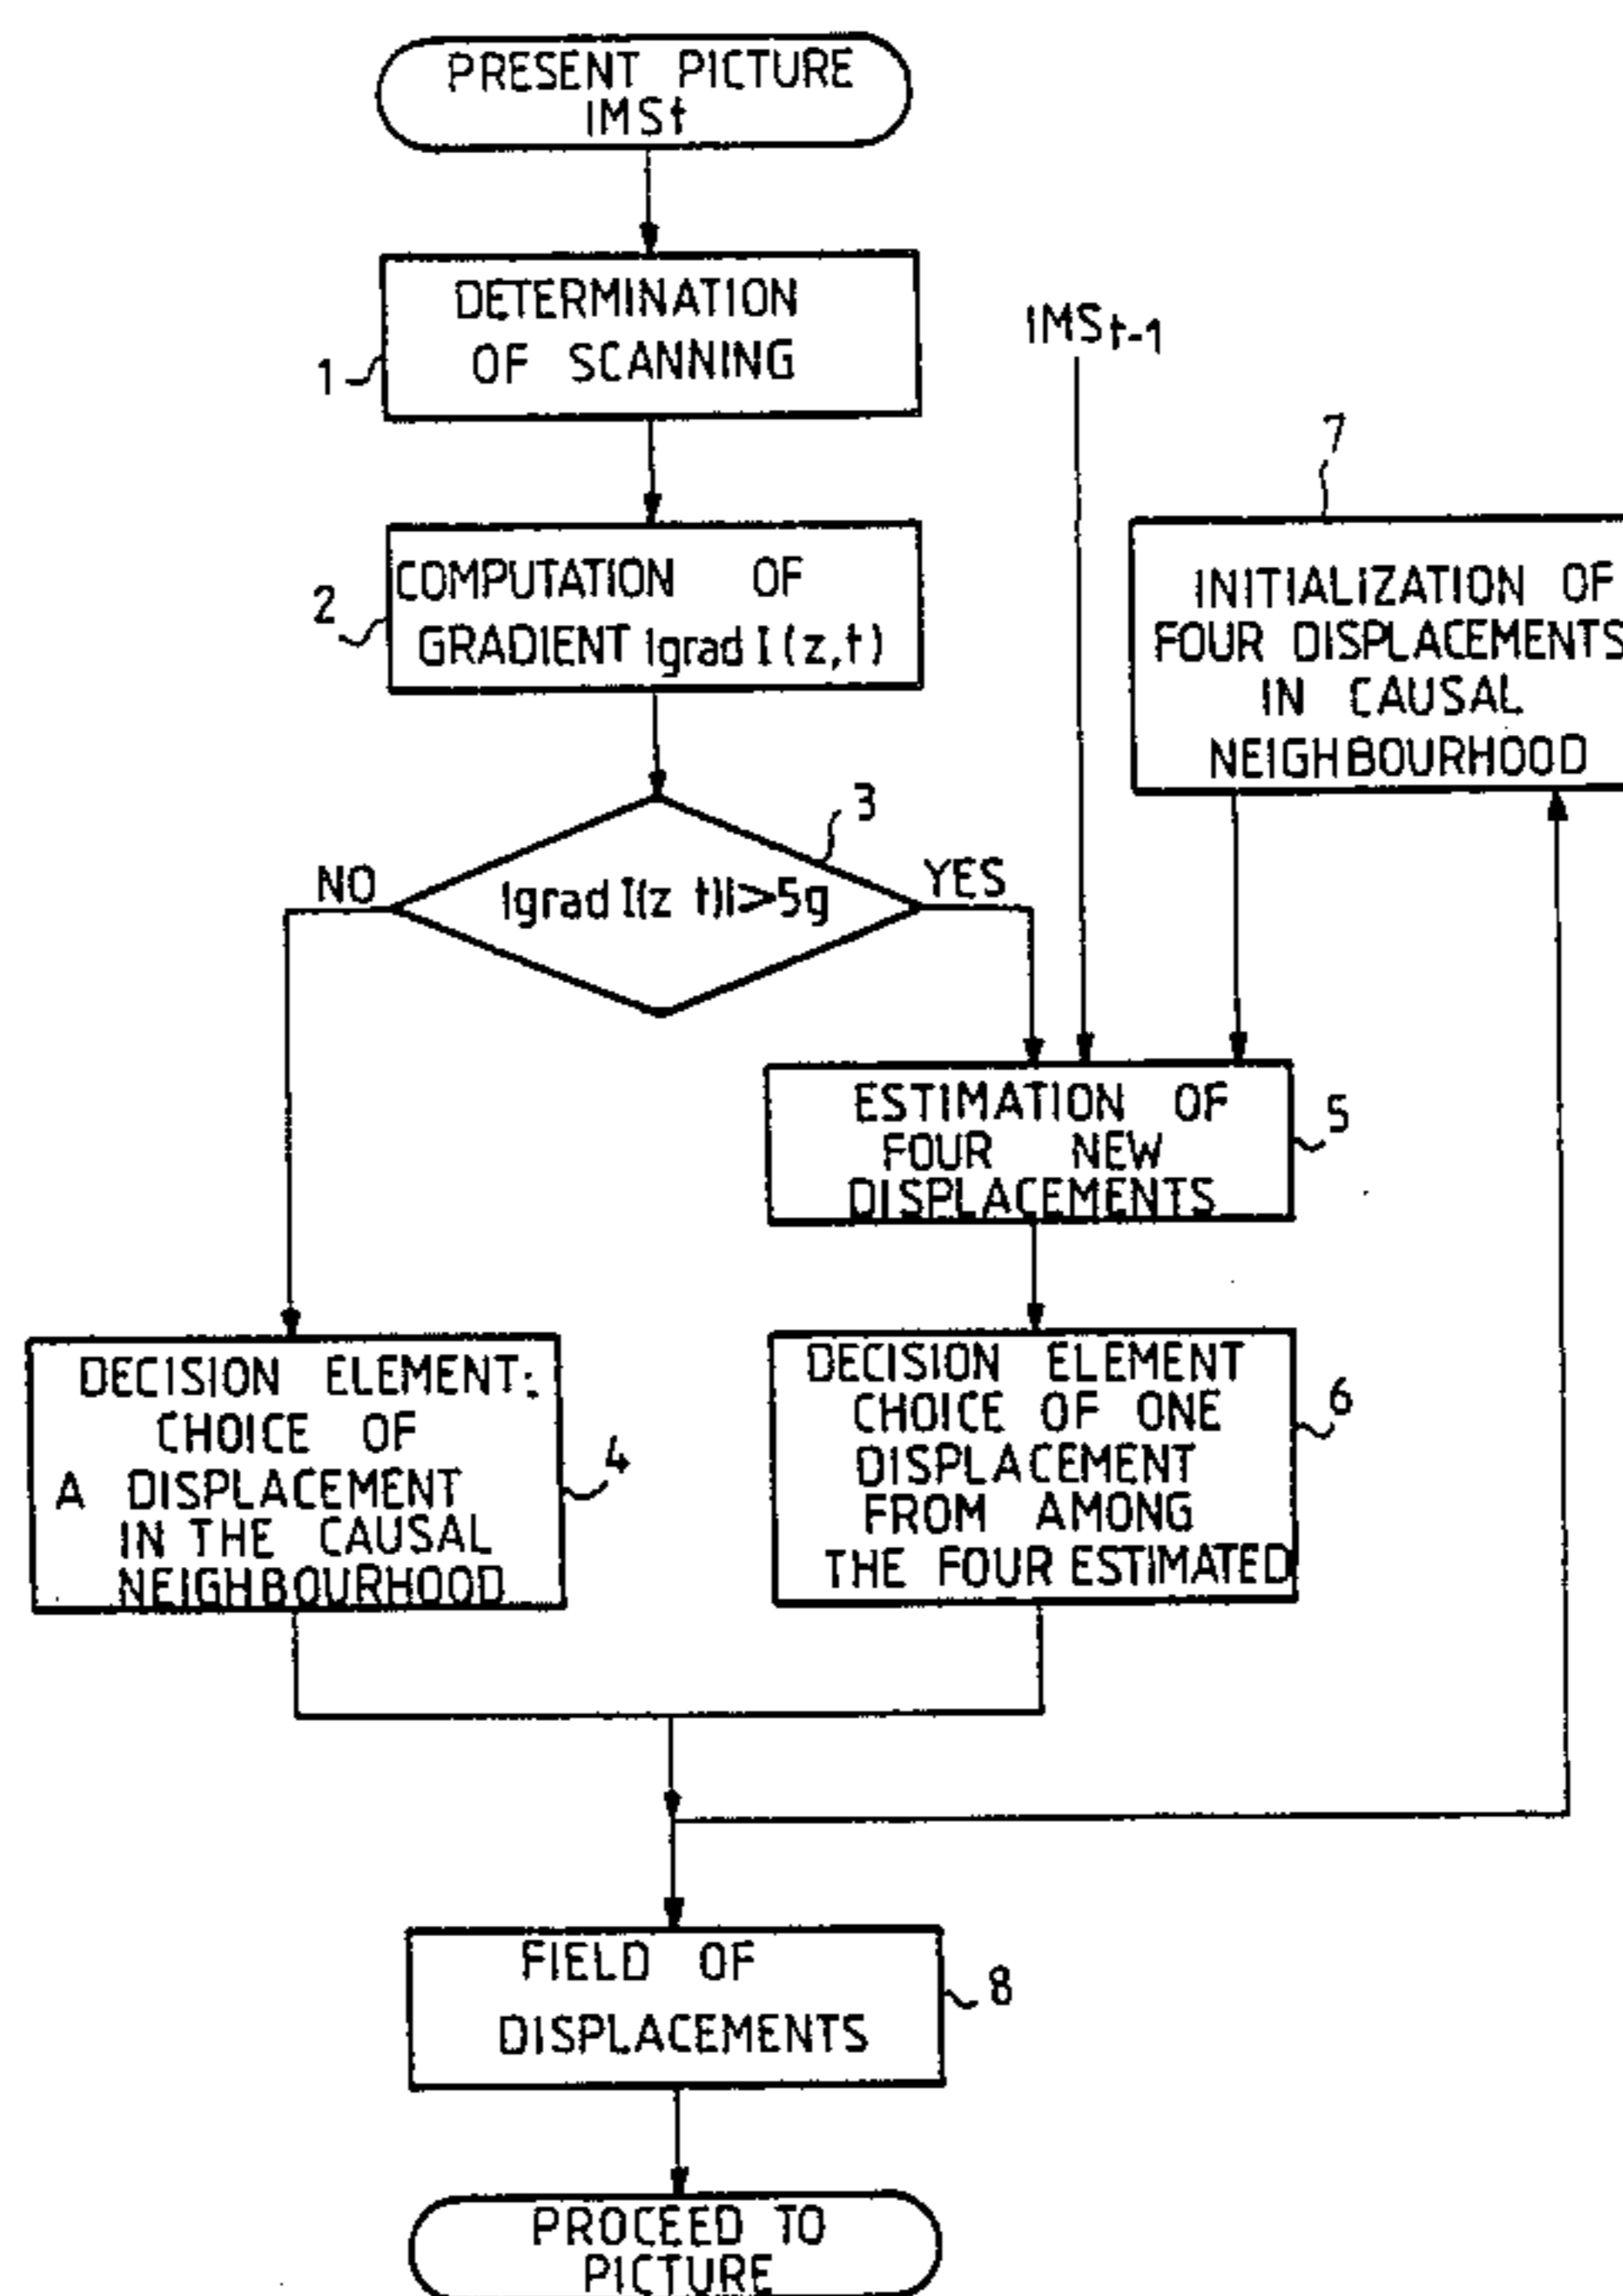 PRESENT PICTURE
IMSt
DETERMINATION
OF SCANNING
1
IMSt-1
7
COMPUTATION OF
GRADIENT |grad I(z,t)
2
INITIALIZATION OF
FOUR DISPLACEMENTS
IN CAUSAL
NEIGHBOURHOOD
3
NO
|grad I(z t)|>5g
YES
ESTIMATION OF
FOUR NEW
DISPLACEMENTS
5
DECISION ELEMENT:
CHOICE OF
A DISPLACEMENT
IN THE CAUSAL
NEIGHBOURHOOD
4
DECISION ELEMENT
CHOICE OF ONE
DISPLACEMENT
FROM AMONG
THE FOUR ESTIMATED
6
FIELD OF
DISPLACEMENTS
8
PROCEED TO
PICTURE